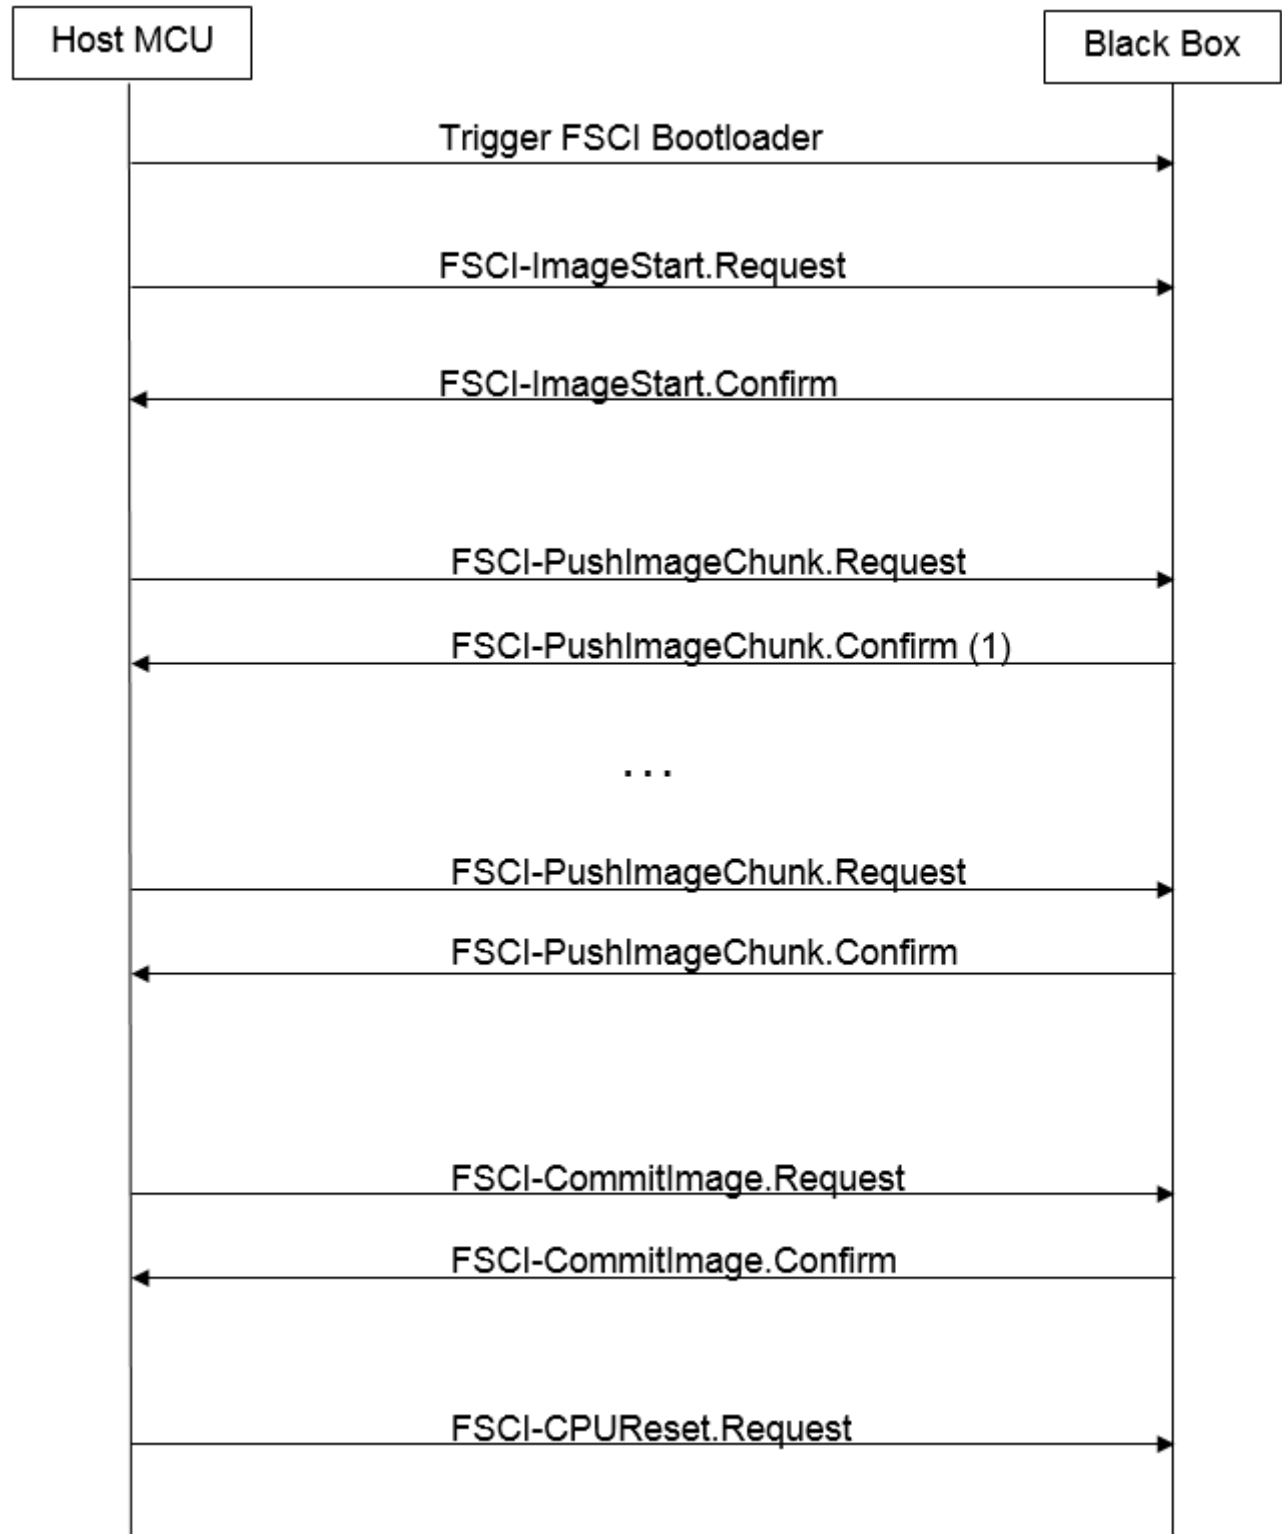 Host MCU
Black Box
Trigger FSCI Bootloader
FSCI-ImageStart.Request
FSCI-ImageStart.Confirm
FSCI-PushImageChunk.Request
FSCI-PushImageChunk.Confirm (1)
...
FSCI-PushImageChunk.Request
FSCI-PushImageChunk.Confirm
FSCI-CommitImage.Request
FSCI-CommitImage.Confirm
FSCI-CPUReset.Request